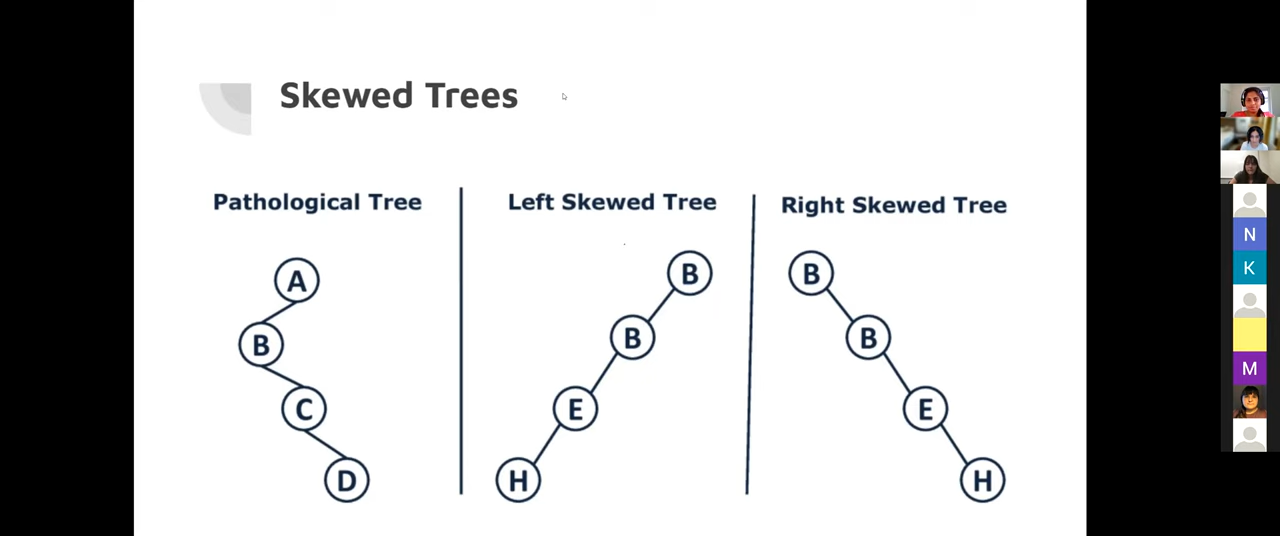 Skewed Trees
Pathological Tree
A
B
C
D
Left Skewed Tree
B
B
E
H
Right Skewed Tree
B
B
E
H
N
K
M